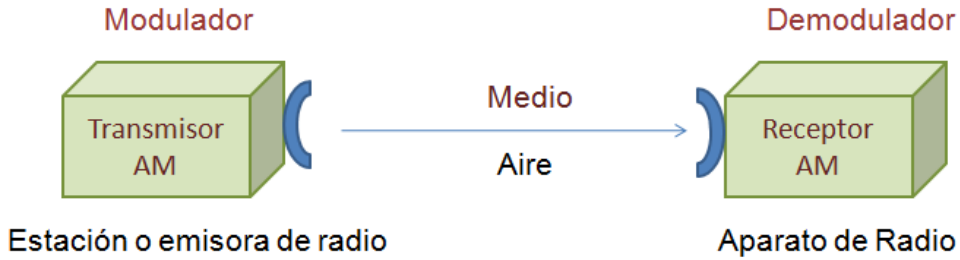 Modulador
Demodulador
Transmisor
AM
Medio
Aire
Receptor
AM
Estación o emisora de radio
Aparato de Radio